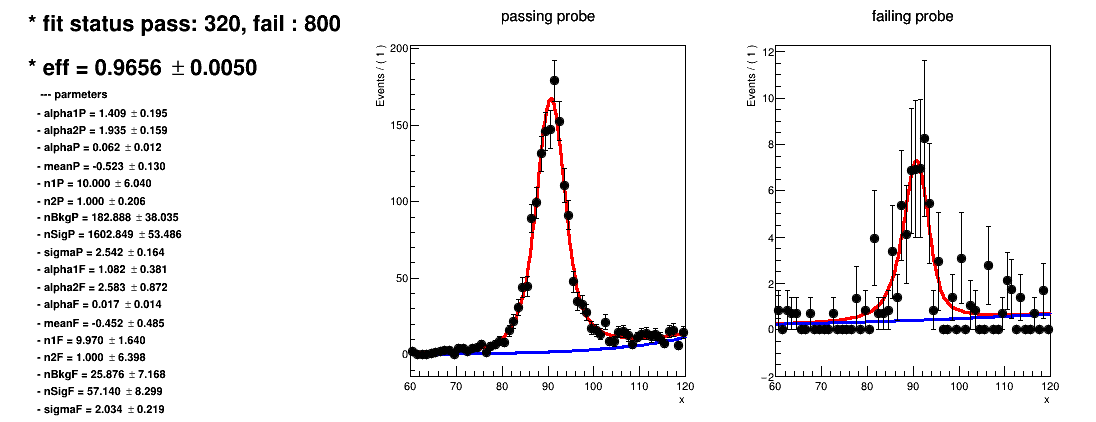 * fit status pass: 320, fail : 800
* eff = 0.9656 ± 0.0050
--- parmeters
- alpha1P = 1.409 ± 0.195
- alpha2P = 1.935 ± 0.159
- alphaP = 0.062 ± 0.012
- meanP = -0.523 ± 0.130
- n1P = 10.000 ± 6.040
- n2P = 1.000 ± 0.206
- nBkgP = 182.888 ± 38.035
- nSigP = 1602.849 ± 53.486
- sigmaP = 2.542 ± 0.164
- alpha1F = 1.082 ± 0.381
- alpha2F = 2.583 ± 0.872
- alphaF = 0.017 ± 0.014
- meanF = -0.452 ± 0.485
- n1F = 9.970 ± 1.640
- n2F = 1.000 ± 6.398
- nBkgF = 25.876 ± 7.168
- nSigF = 57.140 ± 8.299
- sigmaF = 2.034 ± 0.219
passing probe
Events / ( 1 )
200
150
100
50
0
60 70 80 90 100 110 120
x
failing probe
Events / ( 1 )
12
10
8
6
4
2
0
−2
60 70 80 90 100 110 120
x